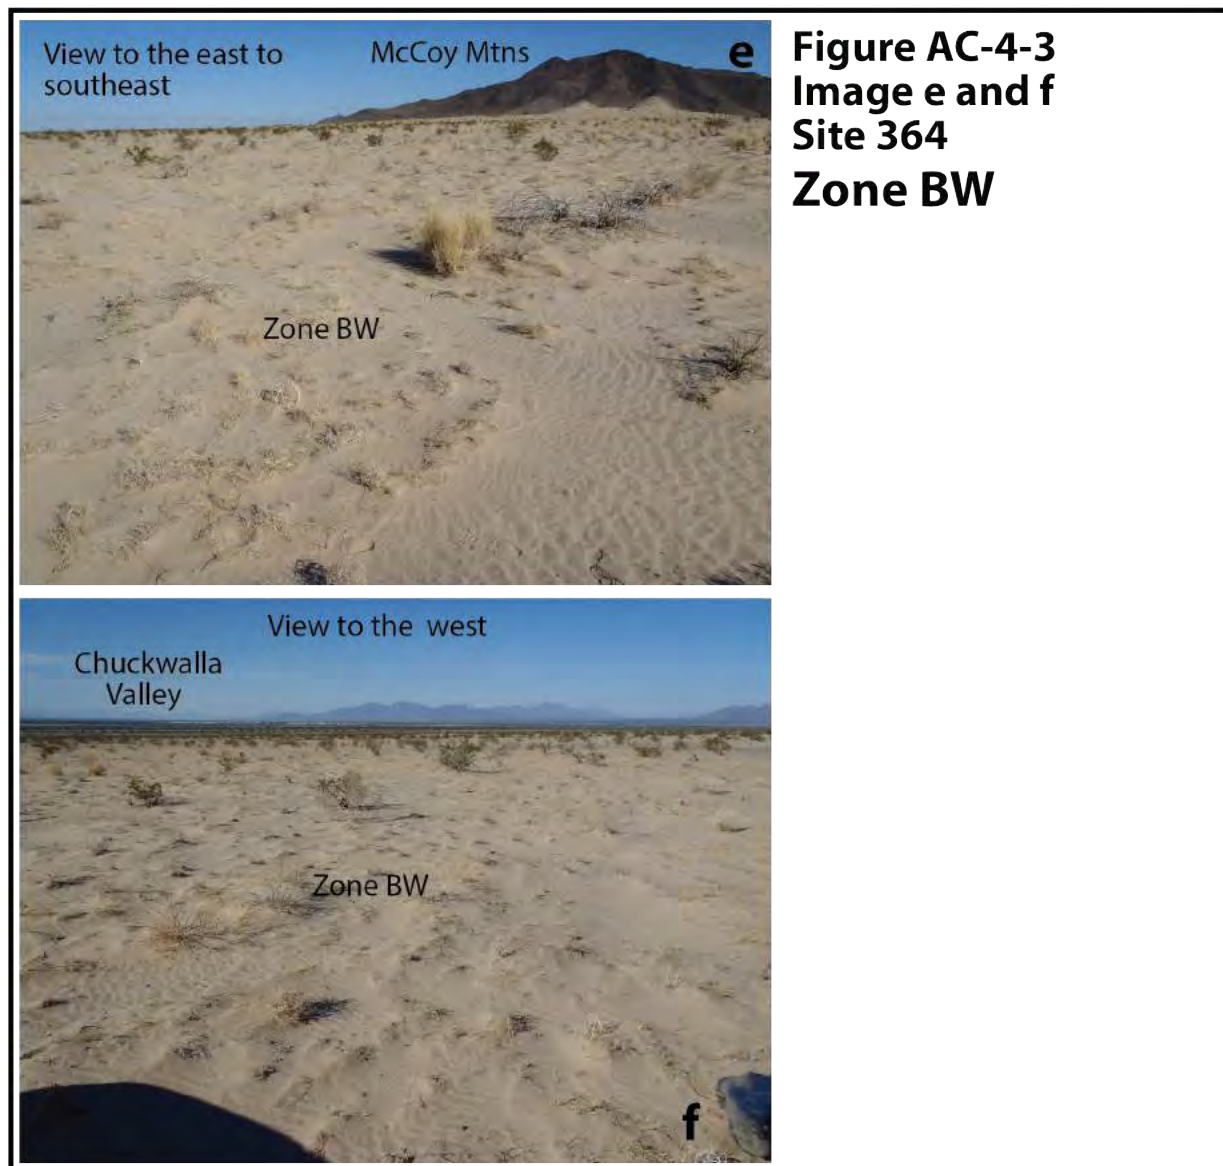 View to the east to
southeast
McCoy Mtns
e
Zone BW
Figure AC-4-3
Image e and f
Site 364
Zone BW
View to the west
Chuckwalla
Valley
Zone BW
f